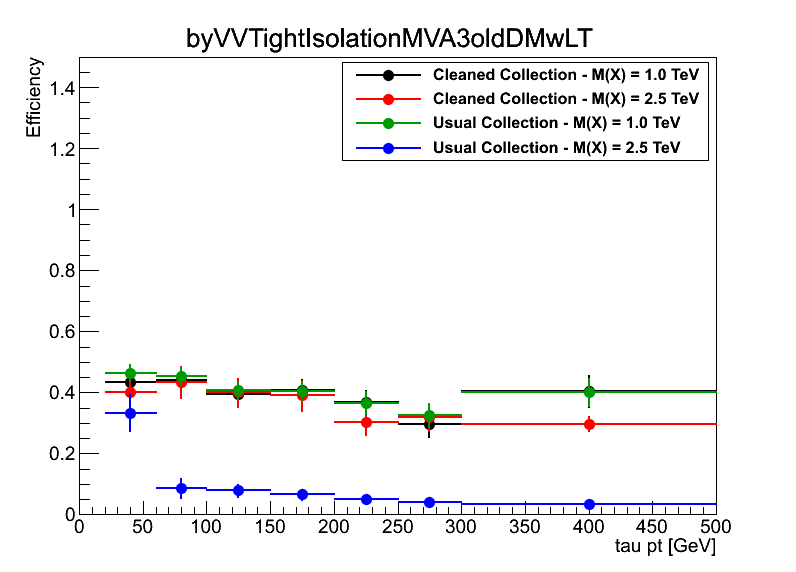 byVVTightIsolationMVA3oldDMwLT
Efficiency
Cleaned Collection - M(X) = 1.0 TeV
Cleaned Collection - M(X) = 2.5 TeV
Usual Collection - M(X) = 1.0 TeV
Usual Collection - M(X) = 2.5 TeV
1.4
1.2
1
0.8
0.6
0.4
0.2
0
0 50 100 150 200 250 300 350 400 450 500
tau pt [GeV]